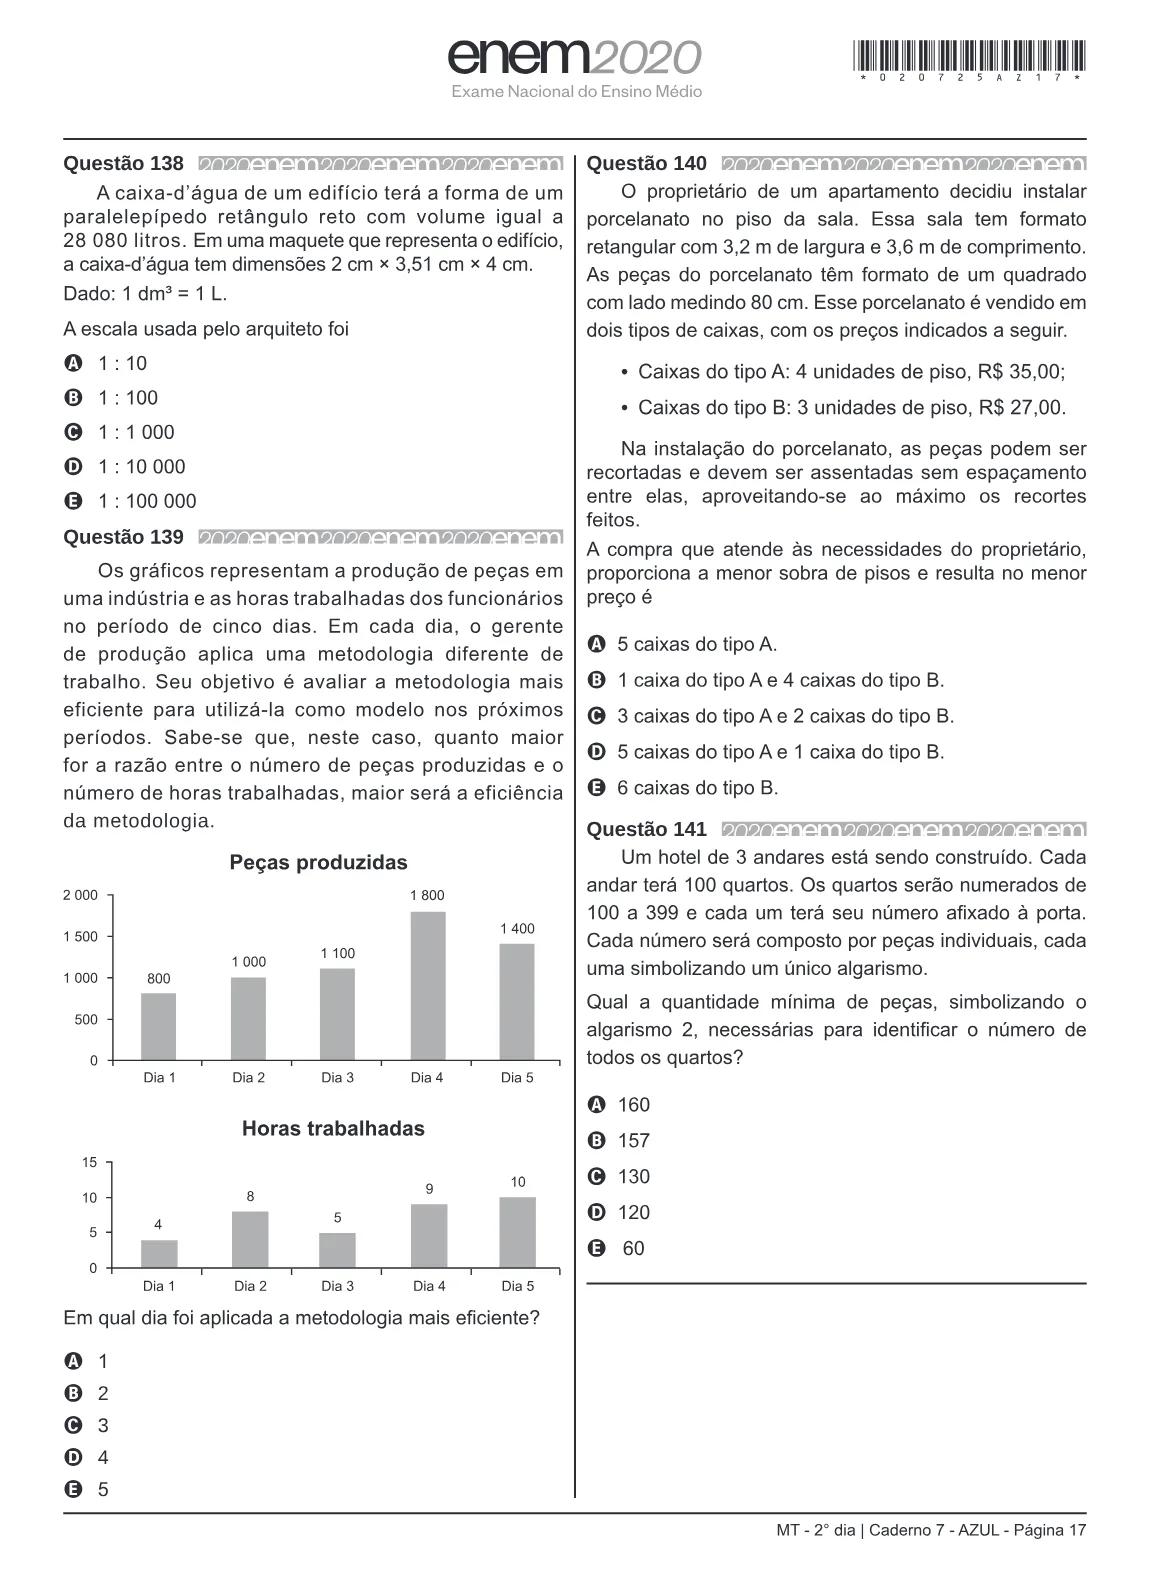 enem2020
Exame Nacional do Ensino Médio
*020725AZ17*
Questão 138 2020enem2020enem2020enem
A caixa-d’água de um edifício terá a forma de um
paralelepípedo retângulo reto com volume igual a
28 080 litros. Em uma maquete que representa o edifício,
a caixa-d’água tem dimensões 2 cm × 3,51 cm × 4 cm.
Dado: 1 dm³ = 1 L.
A escala usada pelo arquiteto foi
A 1 : 10
B 1 : 100
C 1 : 1 000
D 1 : 10 000
E 1 : 100 000
Questão 139 2020enem2020enem2020enem
Os gráficos representam a produção de peças em
uma indústria e as horas trabalhadas dos funcionários
no período de cinco dias. Em cada dia, o gerente
de produção aplica uma metodologia diferente de
trabalho. Seu objetivo é avaliar a metodologia mais
eficiente para utilizá-la como modelo nos próximos
períodos. Sabe-se que, neste caso, quanto maior
for a razão entre o número de peças produzidas e o
número de horas trabalhadas, maior será a eficiência
da metodologia.
Peças produzidas
2 000
1 500
1 000
500
0
800
1 000
1 100
1 800
1 400
Dia 1 Dia 2 Dia 3 Dia 4 Dia 5
Horas trabalhadas
15
10
5
0
4
8
5
9
10
Dia 1 Dia 2 Dia 3 Dia 4 Dia 5
Em qual dia foi aplicada a metodologia mais eficiente?
A 1
B 2
C 3
D 4
E 5
Questão 140 2020enem2020enem2020enem
O proprietário de um apartamento decidiu instalar
porcelanato no piso da sala. Essa sala tem formato
retangular com 3,2 m de largura e 3,6 m de comprimento.
As peças do porcelanato têm formato de um quadrado
com lado medindo 80 cm. Esse porcelanato é vendido em
dois tipos de caixas, com os preços indicados a seguir.
• Caixas do tipo A: 4 unidades de piso, R$ 35,00;
• Caixas do tipo B: 3 unidades de piso, R$ 27,00.
Na instalação do porcelanato, as peças podem ser
recortadas e devem ser assentadas sem espaçamento
entre elas, aproveitando-se ao máximo os recortes
feitos.
A compra que atende às necessidades do proprietário,
proporciona a menor sobra de pisos e resulta no menor
preço é
A 5 caixas do tipo A.
B 1 caixa do tipo A e 4 caixas do tipo B.
C 3 caixas do tipo A e 2 caixas do tipo B.
D 5 caixas do tipo A e 1 caixa do tipo B.
E 6 caixas do tipo B.
Questão 141 2020enem2020enem2020enem
Um hotel de 3 andares está sendo construído. Cada
andar terá 100 quartos. Os quartos serão numerados de
100 a 399 e cada um terá seu número afixado à porta.
Cada número será composto por peças individuais, cada
uma simbolizando um único algarismo.
Qual a quantidade mínima de peças, simbolizando o
algarismo 2, necessárias para identificar o número de
todos os quartos?
A 160
B 157
C 130
D 120
E 60
MT - 2° dia | Caderno 7 - AZUL - Página 17